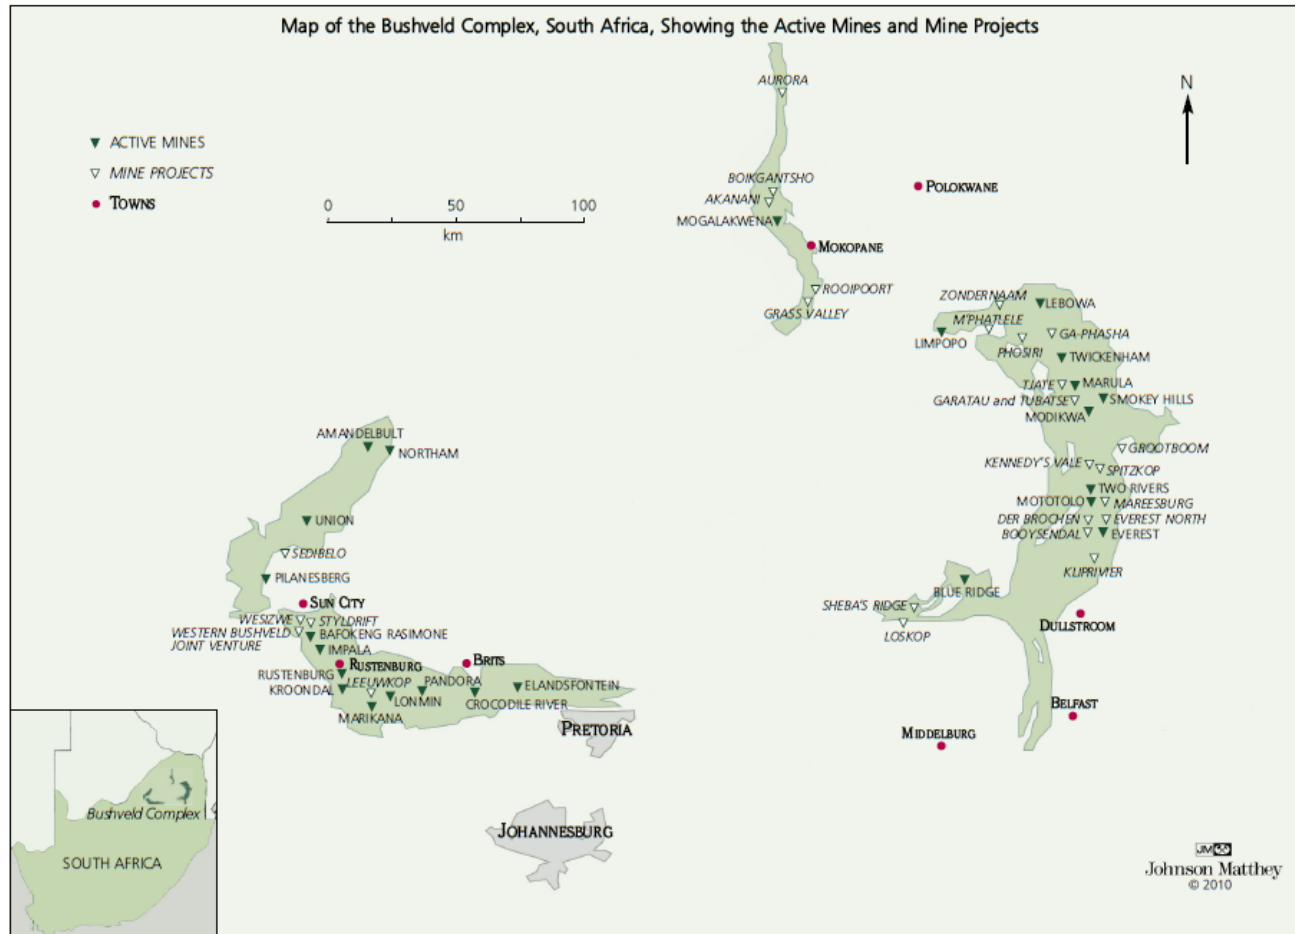 Map of the Bushveld Complex, South Africa, Showing the Active Mines and Mine Projects
N
ACTIVE MINES
MINE PROJECTS
TOWNS
0 50 100
km
AURORA
BOIKGANTSHO
AKANANI
MOGALAKWENA
MOKOPANE
POLOKWANE
ROOIPOORT
GRASS VALLEY
ZONDERNAAM
LEBOWA
M'PHATLELE
GA-PHASHA
LIMPOPO
PHOSIRI
TWICKENHAM
TJATE
MARULA
GARATAU and TUBATSE
SMOKEY HILLS
MODIKWA
GROOTBOOM
KENNEDY'S VALE
SPITZKOP
TWO RIVERS
MOTOTOLO
MAREESBURG
DER BROCHEN
EVEREST NORTH
BOOYSENDAL
EVEREST
KLIPRIVIER
BLUE RIDGE
SHEBA'S RIDGE
LOSKOP
DULLSTROOM
BELFAST
MIDDELBURG
AMANDELBULT
NORTHAM
UNION
SEDIBELO
PILANESBERG
SUN CITY
WESIZWE
STYLDRIFT
WESTERN BUSHVELD
JOINT VENTURE
BAFOKENG RASIMONE
IMPALA
RUSTENBURG
BRITS
RUSTENBURG
LEEUWKOP
PANDORA
ELANDSFONTEIN
KROONDAL
LONMIN
CROCODILE RIVER
MARIKANA
PRETORIA
JOHANNESBURG
Bushveld Complex
SOUTH AFRICA
JM
Johnson Matthey
© 2010